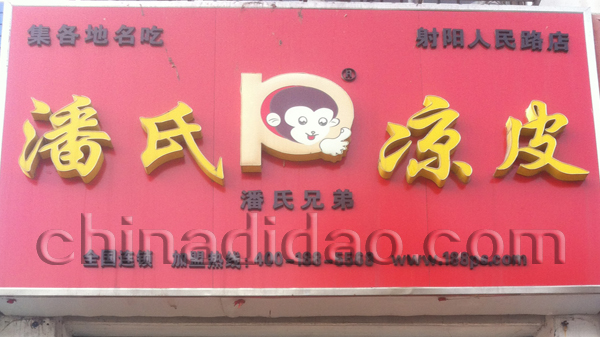 集各地名吃 射阳人民路店
潘氏 凉皮
潘氏兄弟
chinadidao.com
全国连锁 加盟热线: